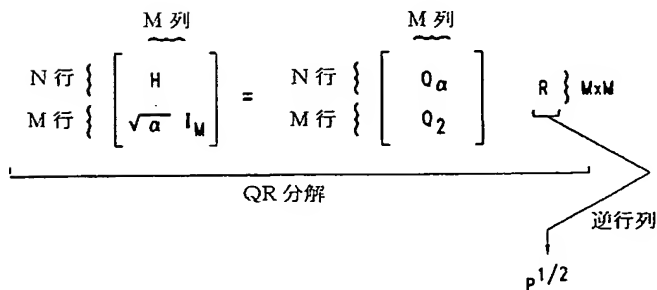 M 列 M 列
N 行 { [ H ] = N 行 { [ Qα ] R } M×M
M 行 { [ √α I_M ] M 行 { [ Q2 ]
QR 分解
逆行列
P^1/2